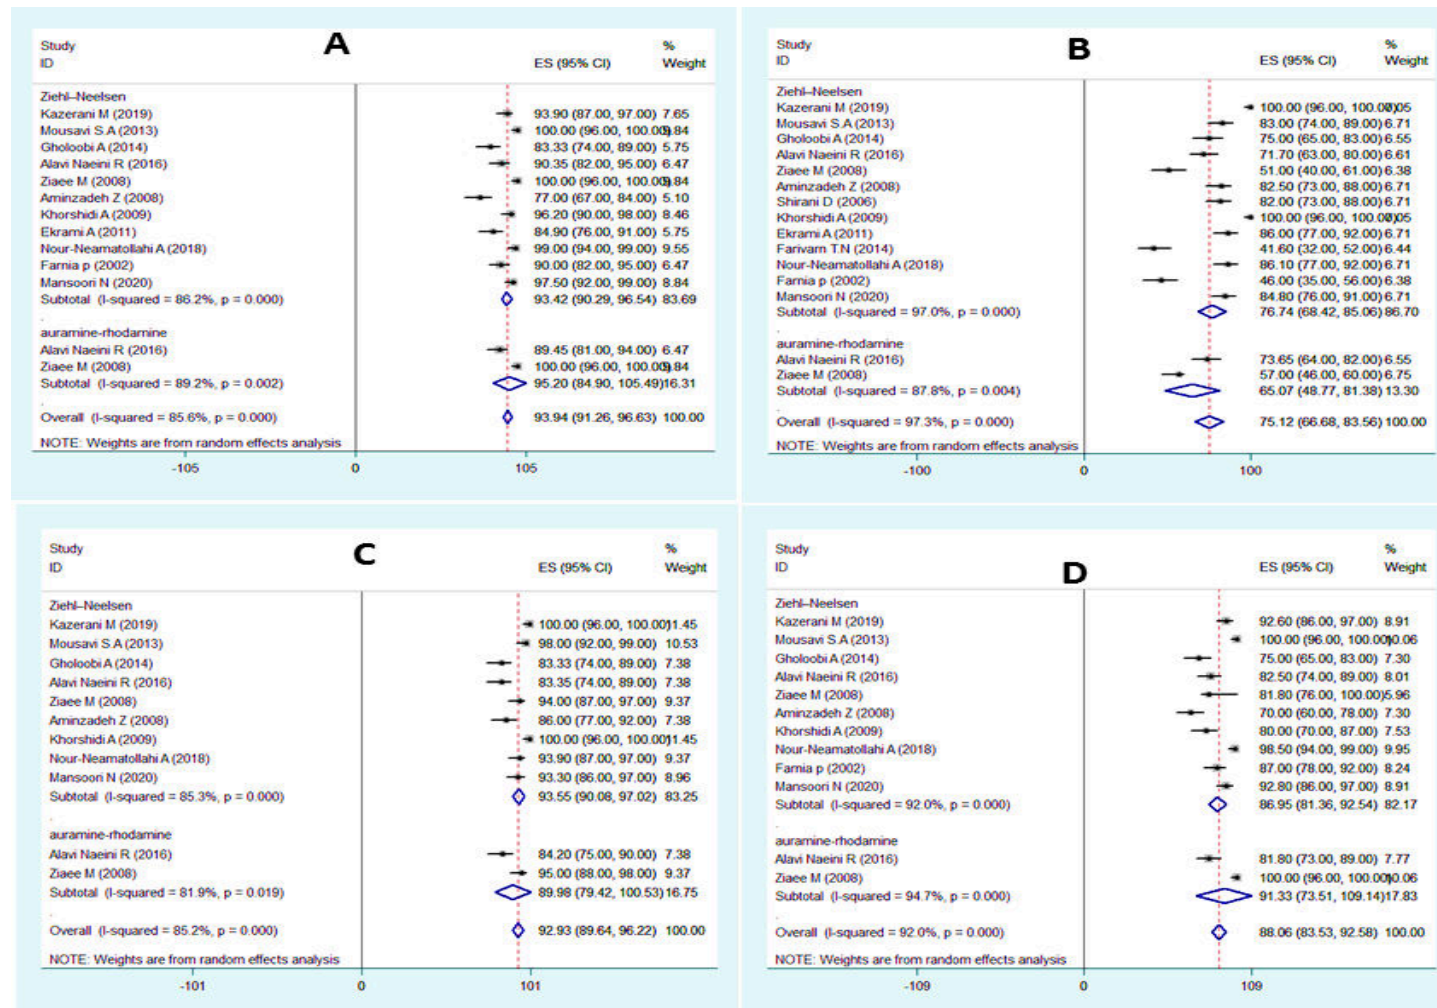 A
Study %
ID ES (95% CI) Weight
Ziehl–Neelsen
Kazerani M (2019) 93.90 (87.00, 97.00) 7.65
Mousavi S.A (2013) 100.00 (96.00, 100.00) 9.84
Gholoobi A (2014) 83.33 (74.00, 89.00) 5.75
Alavi Naeini R (2016) 90.35 (82.00, 95.00) 6.47
Ziaee M (2008) 100.00 (96.00, 100.00) 9.84
Aminzadeh Z (2008) 77.00 (67.00, 84.00) 5.10
Khorshidi A (2009) 96.20 (90.00, 98.00) 8.46
Ekrami A (2011) 84.90 (76.00, 91.00) 5.75
Nour-Neamatollahi A (2018) 99.00 (94.00, 99.00) 9.55
Farnia p (2002) 90.00 (82.00, 95.00) 6.47
Mansoori N (2020) 97.50 (92.00, 99.00) 8.84
Subtotal (I-squared = 86.2%, p = 0.000) 93.42 (90.29, 96.54) 83.69
.
auramine-rhodamine
Alavi Naeini R (2016) 89.45 (81.00, 94.00) 6.47
Ziaee M (2008) 100.00 (96.00, 100.00) 9.84
Subtotal (I-squared = 89.2%, p = 0.002) 95.20 (84.90, 105.49) 16.31
.
Overall (I-squared = 85.6%, p = 0.000) 93.94 (91.26, 96.63) 100.00
NOTE: Weights are from random effects analysis
-105 0 105
B
Study %
ID ES (95% CI) Weight
Ziehl–Neelsen
Kazerani M (2019) 100.00 (96.00, 100.00) 7.05
Mousavi S.A (2013) 83.00 (74.00, 89.00) 6.71
Gholoobi A (2014) 75.00 (65.00, 83.00) 6.55
Alavi Naeini R (2016) 71.70 (63.00, 80.00) 6.61
Ziaee M (2008) 51.00 (40.00, 61.00) 6.38
Aminzadeh Z (2008) 82.50 (73.00, 88.00) 6.71
Shirani D (2006) 82.00 (73.00, 88.00) 6.71
Khorshidi A (2009) 100.00 (96.00, 100.00) 7.05
Ekrami A (2011) 86.00 (77.00, 92.00) 6.71
Farivarn T.N (2014) 41.60 (32.00, 52.00) 6.44
Nour-Neamatollahi A (2018) 86.10 (77.00, 92.00) 6.71
Farnia p (2002) 46.00 (35.00, 56.00) 6.38
Mansoori N (2020) 84.80 (76.00, 91.00) 6.71
Subtotal (I-squared = 97.0%, p = 0.000) 76.74 (68.42, 85.06) 86.70
.
auramine-rhodamine
Alavi Naeini R (2016) 73.65 (64.00, 82.00) 6.55
Ziaee M (2008) 57.00 (46.00, 60.00) 6.75
Subtotal (I-squared = 87.8%, p = 0.004) 65.07 (48.77, 81.38) 13.30
.
Overall (I-squared = 97.3%, p = 0.000) 75.12 (66.68, 83.56) 100.00
NOTE: Weights are from random effects analysis
-100 0 100
C
Study %
ID ES (95% CI) Weight
Ziehl–Neelsen
Kazerani M (2019) 100.00 (96.00, 100.00) 11.45
Mousavi S.A (2013) 98.00 (92.00, 99.00) 10.53
Gholoobi A (2014) 83.33 (74.00, 89.00) 7.38
Alavi Naeini R (2016) 83.35 (74.00, 89.00) 7.38
Ziaee M (2008) 94.00 (87.00, 97.00) 9.37
Aminzadeh Z (2008) 86.00 (77.00, 92.00) 7.38
Khorshidi A (2009) 100.00 (96.00, 100.00) 11.45
Nour-Neamatollahi A (2018) 93.90 (87.00, 97.00) 9.37
Mansoori N (2020) 93.30 (86.00, 97.00) 8.96
Subtotal (I-squared = 85.3%, p = 0.000) 93.55 (90.08, 97.02) 83.25
.
auramine-rhodamine
Alavi Naeini R (2016) 84.20 (75.00, 90.00) 7.38
Ziaee M (2008) 95.00 (88.00, 98.00) 9.37
Subtotal (I-squared = 81.9%, p = 0.019) 89.98 (79.42, 100.53) 16.75
.
Overall (I-squared = 85.2%, p = 0.000) 92.93 (89.64, 96.22) 100.00
NOTE: Weights are from random effects analysis
-101 0 101
D
Study %
ID ES (95% CI) Weight
Ziehl–Neelsen
Kazerani M (2019) 92.60 (86.00, 97.00) 8.91
Mousavi S.A (2013) 100.00 (96.00, 100.00) 10.06
Gholoobi A (2014) 75.00 (65.00, 83.00) 7.30
Alavi Naeini R (2016) 82.50 (74.00, 89.00) 8.01
Ziaee M (2008) 81.80 (76.00, 100.00) 5.96
Aminzadeh Z (2008) 70.00 (60.00, 78.00) 7.30
Khorshidi A (2009) 80.00 (70.00, 87.00) 7.53
Nour-Neamatollahi A (2018) 98.50 (94.00, 99.00) 9.95
Farnia p (2002) 87.00 (78.00, 92.00) 8.24
Mansoori N (2020) 92.80 (86.00, 97.00) 8.91
Subtotal (I-squared = 92.0%, p = 0.000) 86.95 (81.36, 92.54) 82.17
.
auramine-rhodamine
Alavi Naeini R (2016) 81.80 (73.00, 89.00) 7.77
Ziaee M (2008) 100.00 (96.00, 100.00) 10.06
Subtotal (I-squared = 94.7%, p = 0.000) 91.33 (73.51, 109.14) 17.83
.
Overall (I-squared = 92.0%, p = 0.000) 88.06 (83.53, 92.58) 100.00
NOTE: Weights are from random effects analysis
-109 0 109